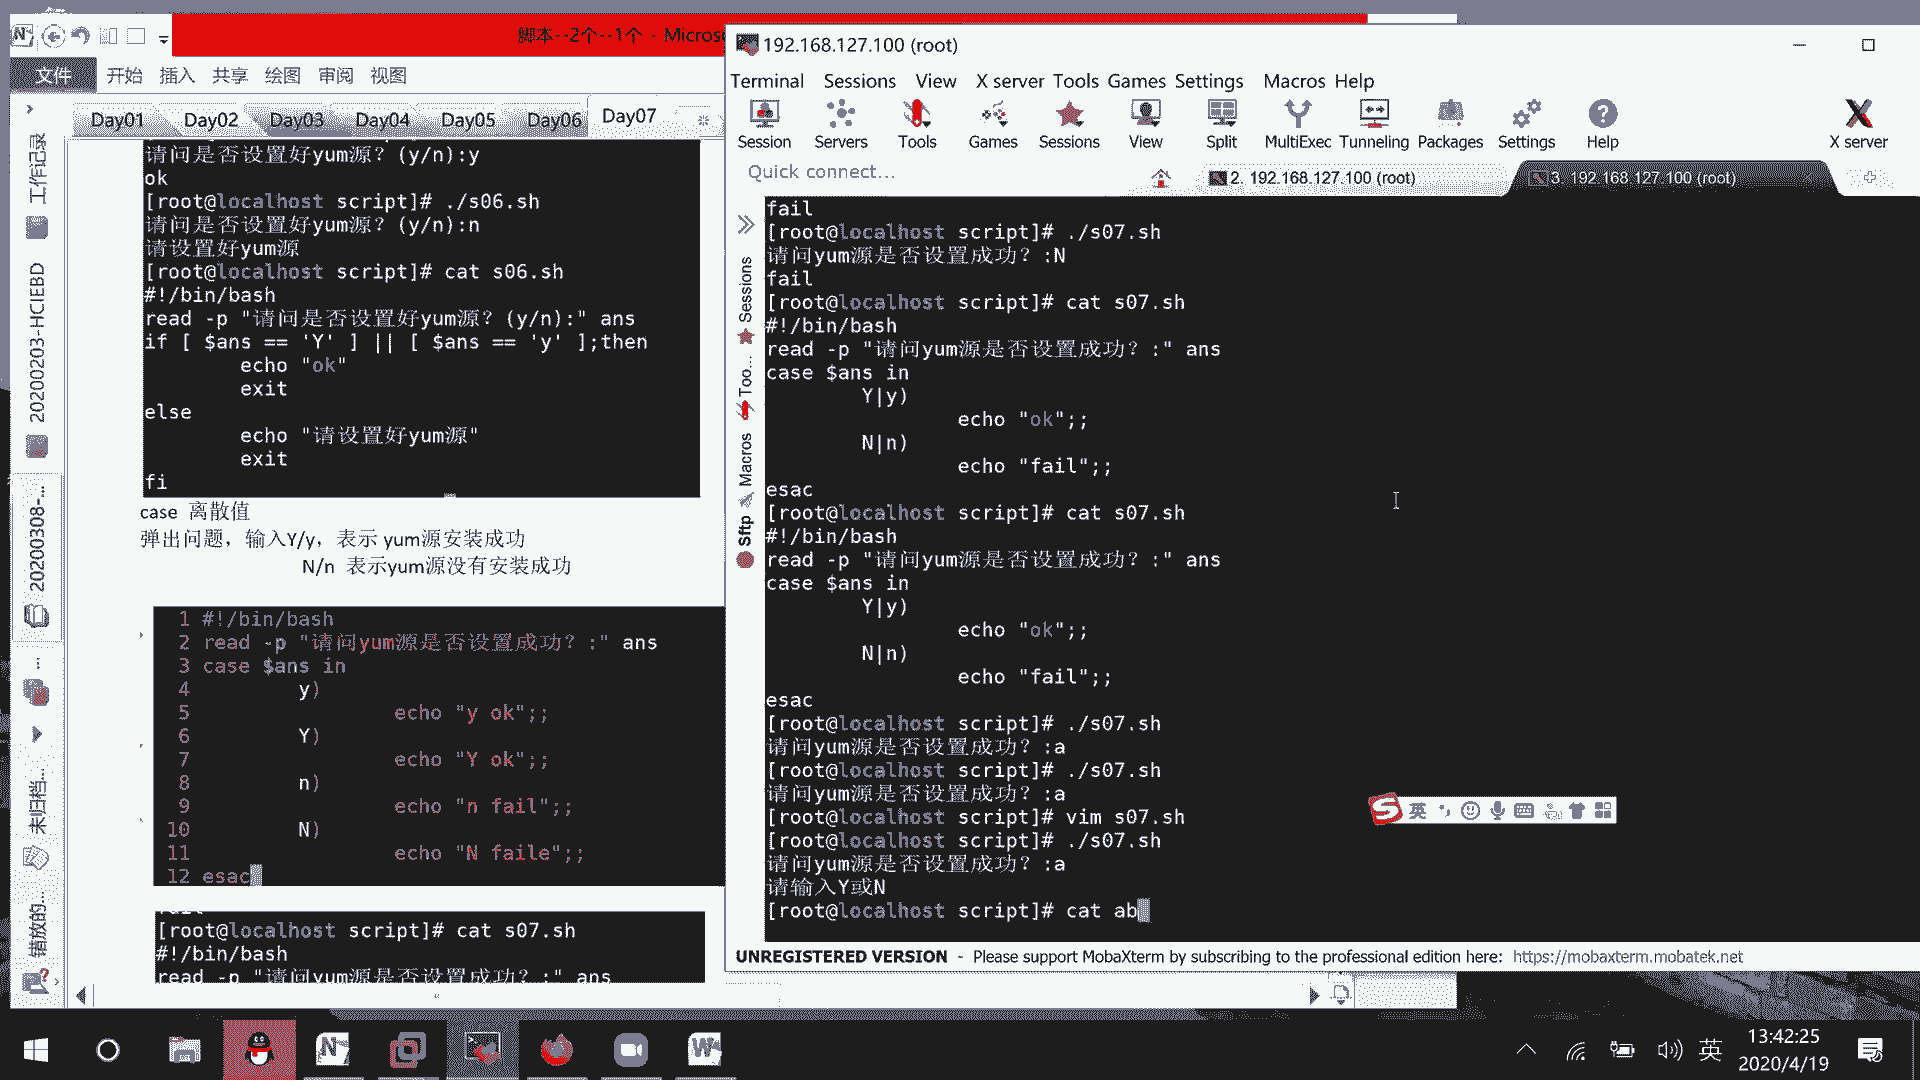 脚本--2个--1个 - Micros
文件 开始 插入 共享 绘图 审阅 视图
Day01 Day02 Day03 Day04 Day05 Day06 Day07
工作记录
20200203-HCIEBD
20200308-...
...
未归档...
错放的...
请问是否设置好yum源? (y/n):y
ok
[root@localhost script]# ./s06.sh
请问是否设置好yum源? (y/n):n
请设置好yum源
[root@localhost script]# cat s06.sh
#!/bin/bash
read -p "请问是否设置好yum源? (y/n):" ans
if [ $ans == 'Y' ] || [ $ans == 'y' ];then
echo "ok"
exit
else
echo "请设置好yum源"
exit
fi
case 离散值
弹出问题，输入Y/y，表示 yum源安装成功
N/n 表示yum源没有安装成功
1 #!/bin/bash
2 read -p "请问yum源是否设置成功? :" ans
3 case $ans in
4 y)
5 echo "y ok";;
6 Y)
7 echo "Y ok";;
8 n)
9 echo "n fail";;
10 N)
11 echo "N faile";;
12 esac
[root@localhost script]# cat s07.sh
#!/bin/bash
read -p "请问yum源是否设置成功? :" ans
192.168.127.100 (root)
Terminal Sessions View X server Tools Games Settings Macros Help
Session Servers Tools Games Sessions View Split MultiExec Tunneling Packages Settings Help X server
Quick connect...
2. 192.168.127.100 (root)
3. 192.168.127.100 (root)
Sessions
Too...
Macros
Sftp
fail
[root@localhost script]# ./s07.sh
请问yum源是否设置成功? :N
fail
[root@localhost script]# cat s07.sh
#!/bin/bash
read -p "请问yum源是否设置成功? :" ans
case $ans in
Y|y)
echo "ok";;
N|n)
echo "fail";;
esac
[root@localhost script]# cat s07.sh
#!/bin/bash
read -p "请问yum源是否设置成功? :" ans
case $ans in
Y|y)
echo "ok";;
N|n)
echo "fail";;
esac
[root@localhost script]# ./s07.sh
请问yum源是否设置成功? :a
[root@localhost script]# ./s07.sh
请问yum源是否设置成功? :a
[root@localhost script]# vim s07.sh
[root@localhost script]# ./s07.sh
请问yum源是否设置成功? :a
请输入Y或N
[root@localhost script]# cat ab
英
UNREGISTERED VERSION - Please support MobaXterm by subscribing to the professional edition here: https://mobaxterm.mobatek.net
英
13:42:25
2020/4/19